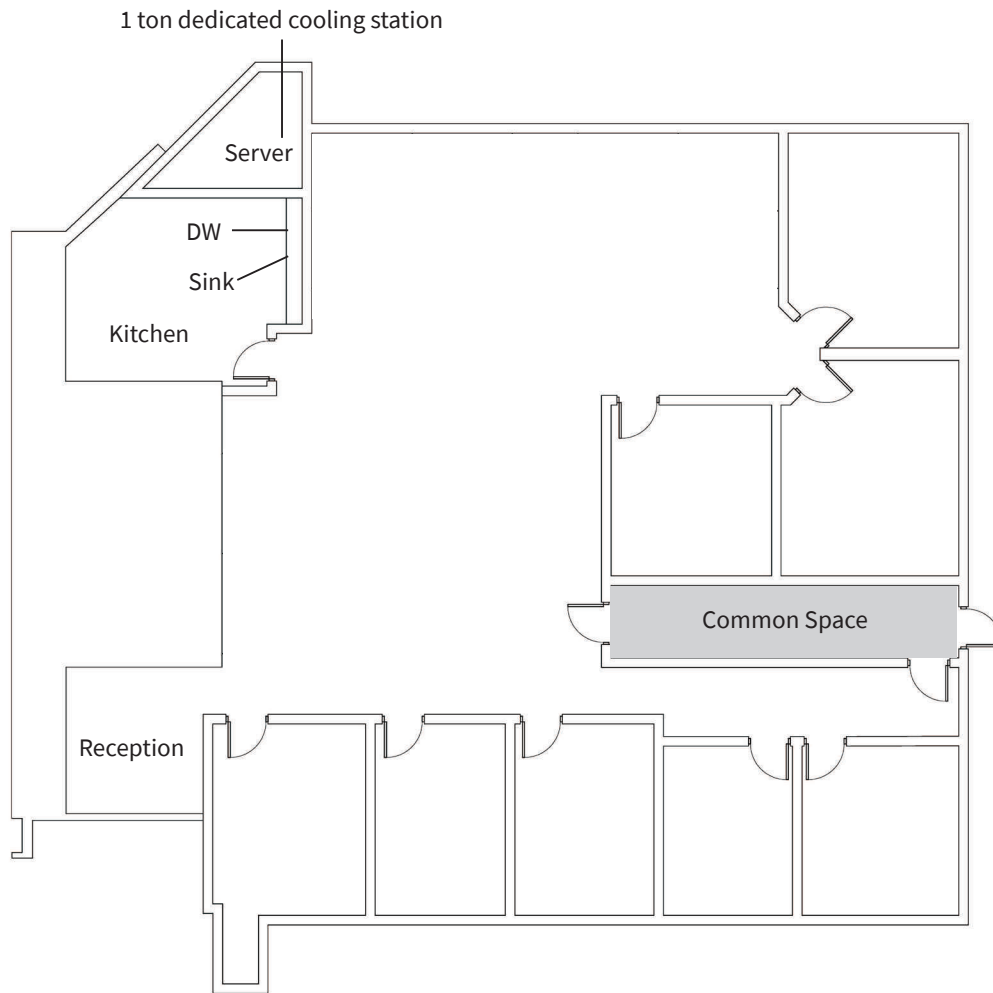 1 ton dedicated cooling station
Server
DW
Sink
Kitchen
Common Space
Reception